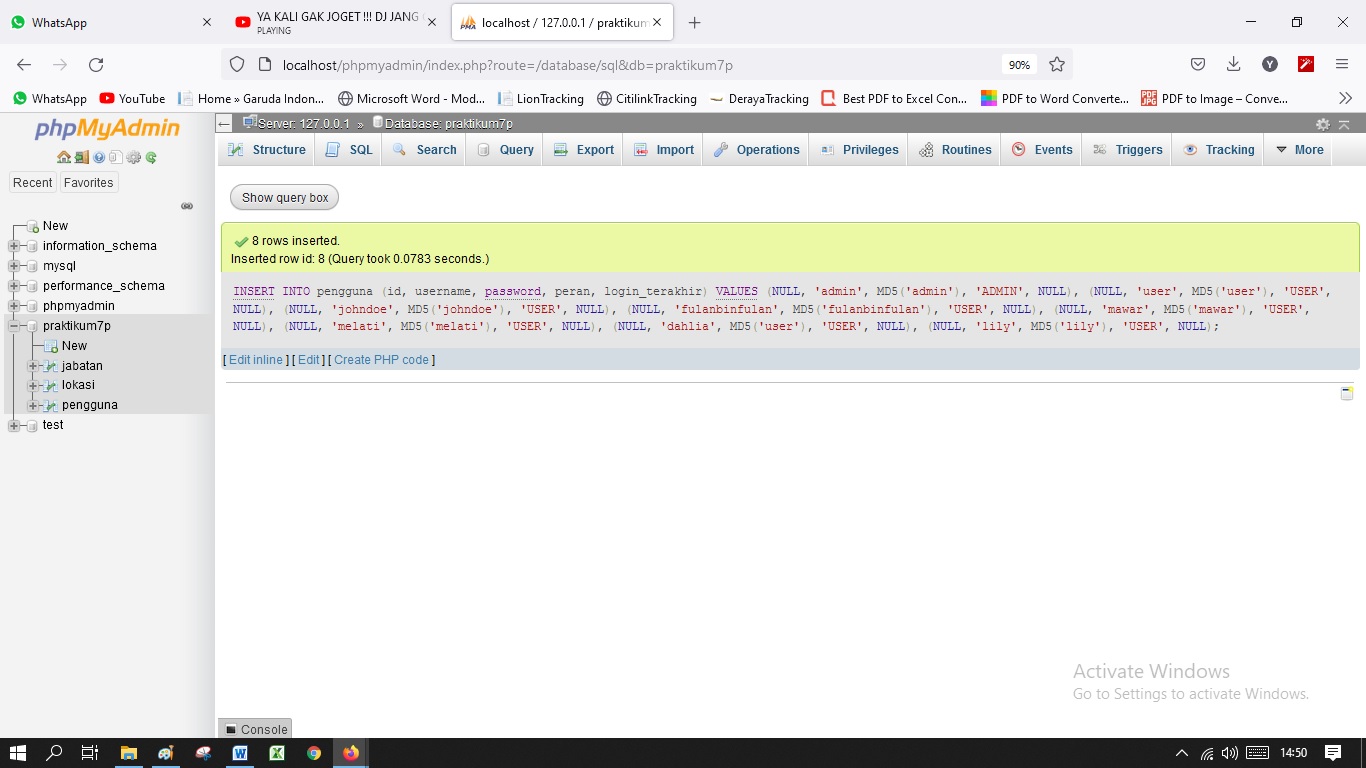 WhatsApp
YA KALI GAK JOGET !!! DJ JANG
PLAYING
localhost / 127.0.0.1 / praktikum
localhost/phpmyadmin/index.php?route=/database/sql&db=praktikum7p
90%
Y
WhatsApp
YouTube
Home » Garuda Indon...
Microsoft Word - Mod...
LionTracking
CitilinkTracking
DerayaTracking
Best PDF to Excel Con...
PDF to Word Converte...
PDF to Image – Conve...
phpMyAdmin
Recent
Favorites
New
information_schema
mysql
performance_schema
phpmyadmin
praktikum7p
New
jabatan
lokasi
pengguna
test
Server: 127.0.0.1 » Database: praktikum7p
Structure
SQL
Search
Query
Export
Import
Operations
Privileges
Routines
Events
Triggers
Tracking
More
Show query box
8 rows inserted.
Inserted row id: 8 (Query took 0.0783 seconds.)
INSERT INTO pengguna (id, username, password, peran, login_terakhir) VALUES (NULL, 'admin', MD5('admin'), 'ADMIN', NULL), (NULL, 'user', MD5('user'), 'USER',
NULL), (NULL, 'johndoe', MD5('johndoe'), 'USER', NULL), (NULL, 'fulanbinfulan', MD5('fulanbinfulan'), 'USER', NULL), (NULL, 'mawar', MD5('mawar'), 'USER',
NULL), (NULL, 'melati', MD5('melati'), 'USER', NULL), (NULL, 'dahlia', MD5('user'), 'USER', NULL), (NULL, 'lily', MD5('lily'), 'USER', NULL);
[ Edit inline ] [ Edit ] [ Create PHP code ]
Activate Windows
Go to Settings to activate Windows.
Console
14:50